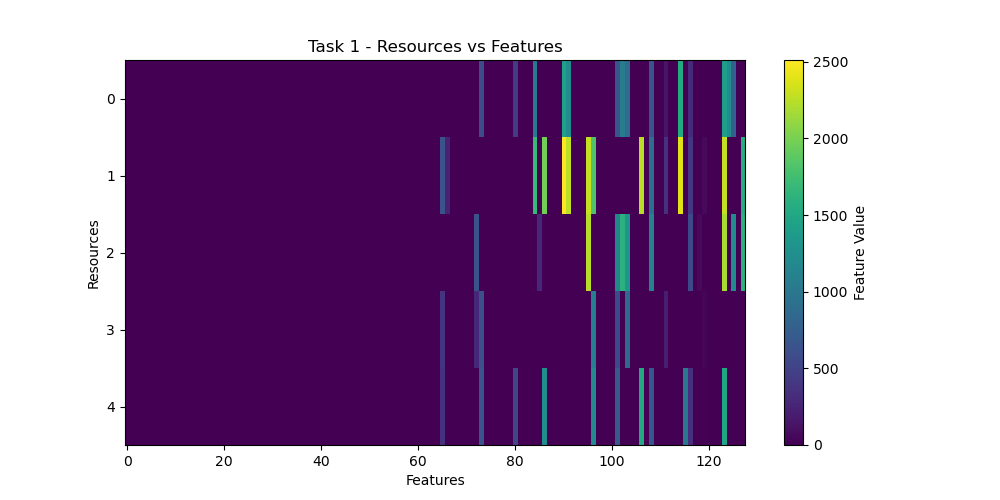 Task 1 - Resources vs Features
0
1
2
3
4
Resources
0 20 40 60 80 100 120
Features
2500
2000
1500
1000
500
0
Feature Value